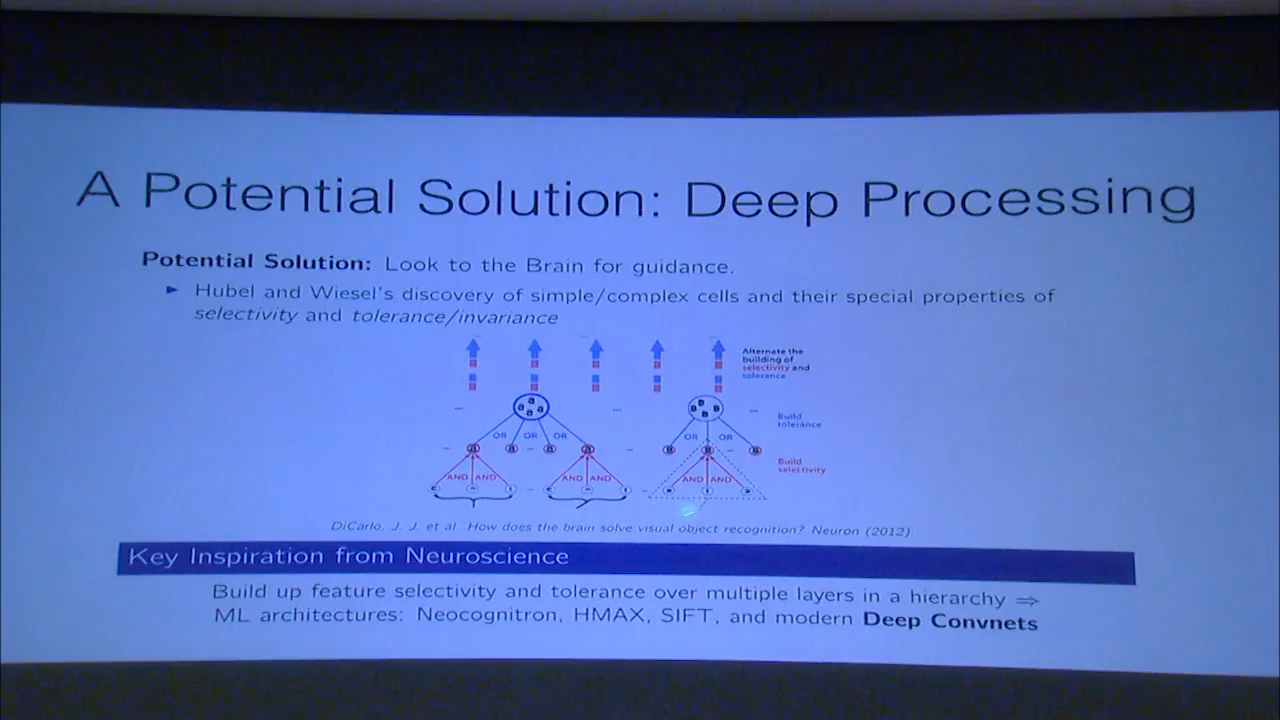 A Potential Solution: Deep Processing
Potential Solution: Look to the Brain for guidance.
► Hubel and Wiesel's discovery of simple/complex cells and their special properties of
selectivity and tolerance/invariance
Alternate the
building of
selectivity and
tolerance
a a a a
B B B B
Build
tolerance
OR OR OR
OR OR
a a a a
B B B
Build
selectivity
AND AND
AND AND
AND AND
DiCarlo, J. J. et al How does the brain solve visual object recognition? Neuron (2012).
Key Inspiration from Neuroscience
Build up feature selectivity and tolerance over multiple layers in a hierarchy ⇒
ML architectures: Neocognitron, HMAX, SIFT, and modern Deep Convnets